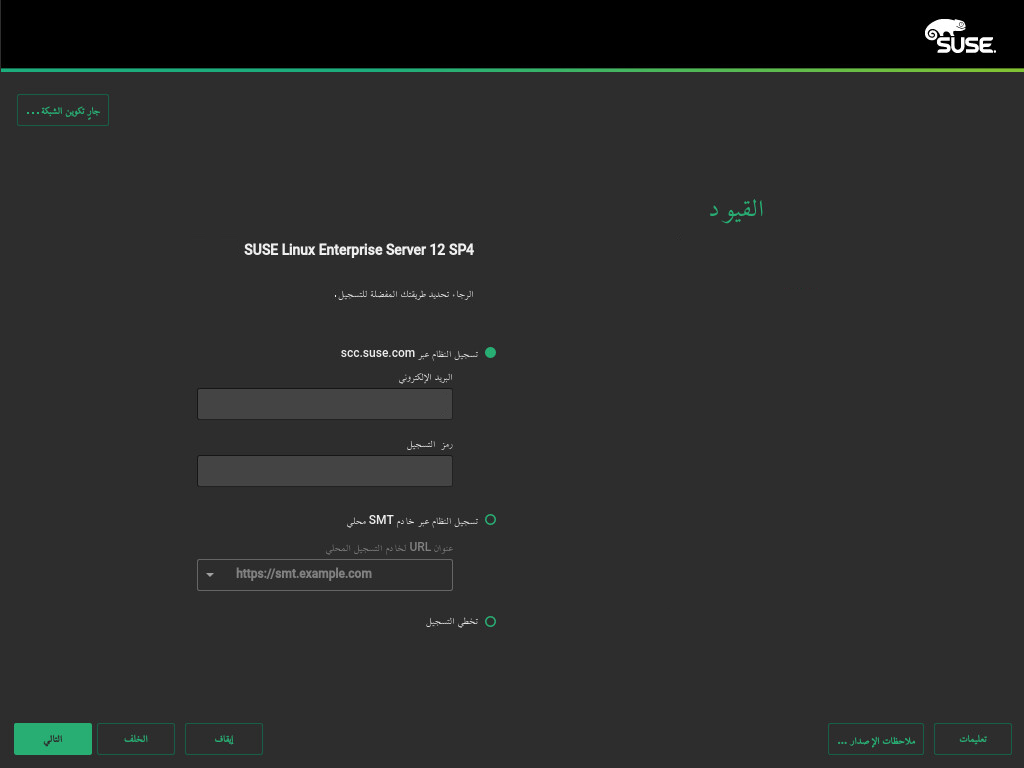 SUSE.
جارٍ تكوين الشبكة...
القيود
SUSE Linux Enterprise Server 12 SP4
الرجاء تحديد طريقتك المفضلة للتسجيل.
تسجيل النظام عبر scc.suse.com
البريد الإلكتروني
رمز التسجيل
تسجيل النظام عبر خادم SMT محلي
عنوان URL لخادم التسجيل المحلي
https://smt.example.com
تخطي التسجيل
تعليمات
ملاحظات الإصدار ...
إيقاف
الخلف
التالي